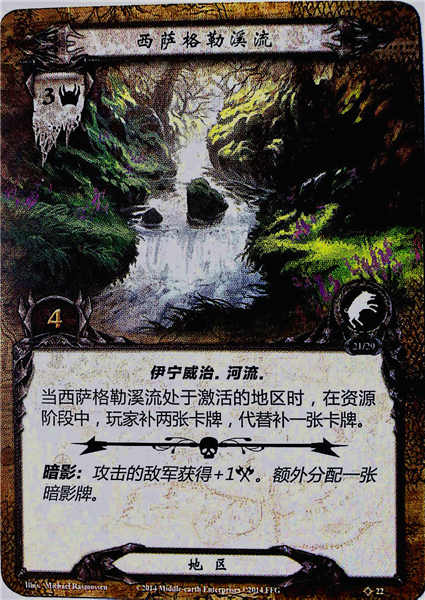 西萨格勒溪流
3
4
21/29
伊宁威治. 河流.
当西萨格勒溪流处于激活的地区时，在资源
阶段中，玩家补两张卡牌，代替补一张卡牌。
暗影：攻击的敌军获得+1。额外分配一张
暗影牌。
地区
Illus. Michael Rasmussen ©2014 Middle-earth Enterprises ©2014 FFG 22